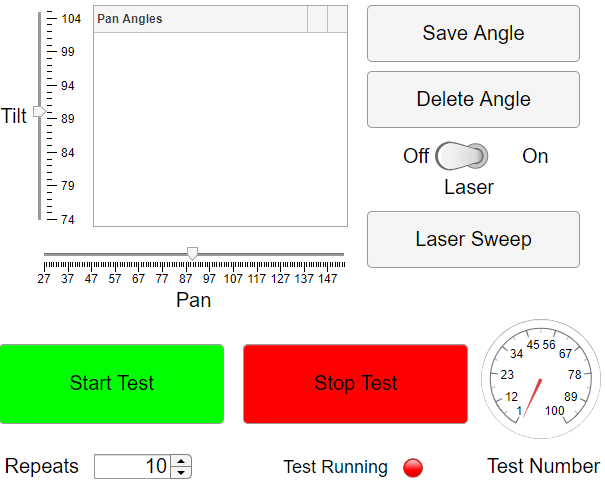 104
Pan Angles
Save Angle
99
94
Delete Angle
Tilt
89
84
Off On
79
Laser
74
Laser Sweep
27 37 47 57 67 77 87 97 107 117 127 137 147
Pan
Start Test
Stop Test
1 12 23 34 45 56 67 78 89 100
Repeats 10
Test Running
Test Number